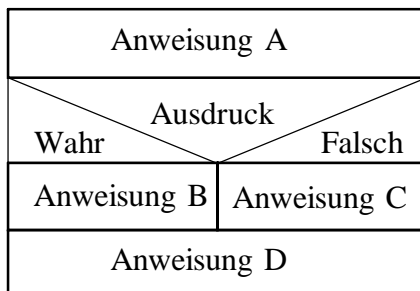 Anweisung A
Ausdruck
Wahr Falsch
Anweisung B Anweisung C
Anweisung D